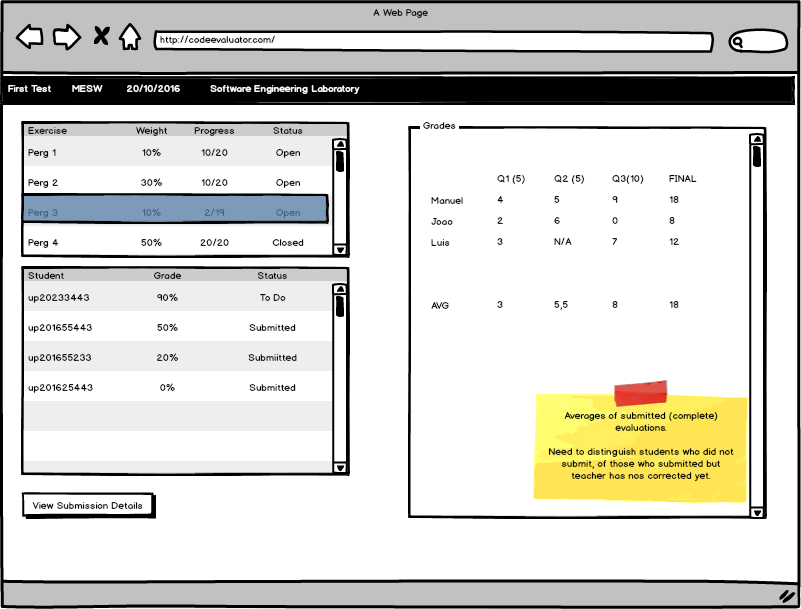 A Web Page
http://codeevaluator.com/
First Test MESW 20/10/2016 Software Engineering Laboratory
Exercise Weight Progress Status
Perg 1 10% 10/20 Open
Perg 2 30% 10/20 Open
Perg 3 10% 2/19 Open
Perg 4 50% 20/20 Closed
Student Grade Status
up20233443 90% To Do
up201655443 50% Submitted
up201655233 20% Submiitted
up201625443 0% Submitted
View Submission Details
Grades
Q1 (5) Q2 (5) Q3(10) FINAL
Manuel 4 5 9 18
Joao 2 6 0 8
Luis 3 N/A 7 12
AVG 3 5,5 8 18
Averages of submitted (complete)
evaluations.
Need to distinguish students who did not
submit, of those who submitted but
teacher has nos corrected yet.